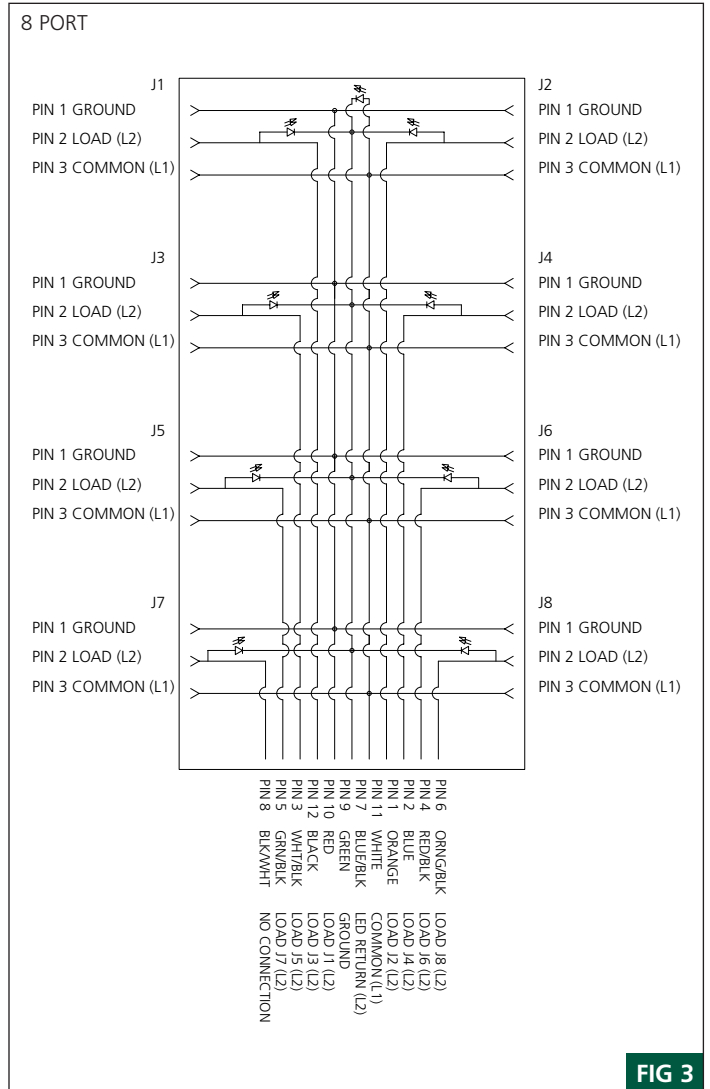 8 PORT
J1
PIN 1 GROUND
PIN 2 LOAD (L2)
PIN 3 COMMON (L1)
J2
PIN 1 GROUND
PIN 2 LOAD (L2)
PIN 3 COMMON (L1)
J3
PIN 1 GROUND
PIN 2 LOAD (L2)
PIN 3 COMMON (L1)
J4
PIN 1 GROUND
PIN 2 LOAD (L2)
PIN 3 COMMON (L1)
J5
PIN 1 GROUND
PIN 2 LOAD (L2)
PIN 3 COMMON (L1)
J6
PIN 1 GROUND
PIN 2 LOAD (L2)
PIN 3 COMMON (L1)
J7
PIN 1 GROUND
PIN 2 LOAD (L2)
PIN 3 COMMON (L1)
J8
PIN 1 GROUND
PIN 2 LOAD (L2)
PIN 3 COMMON (L1)
PIN 6 ORNG/BLK LOAD J8 (L2)
PIN 4 RED/BLK LOAD J6 (L2)
PIN 2 BLUE LOAD J4 (L2)
PIN 1 ORANGE LOAD J2 (L2)
PIN 11 WHITE COMMON (L1)
PIN 7 BLUE/BLK LED RETURN (L2)
PIN 9 GREEN GROUND
PIN 10 RED LOAD J1 (L2)
PIN 12 BLACK LOAD J3 (L2)
PIN 3 WHT/BLK LOAD J5 (L2)
PIN 5 GRN/BLK LOAD J7 (L2)
PIN 8 BLK/WHT NO CONNECTION
FIG 3